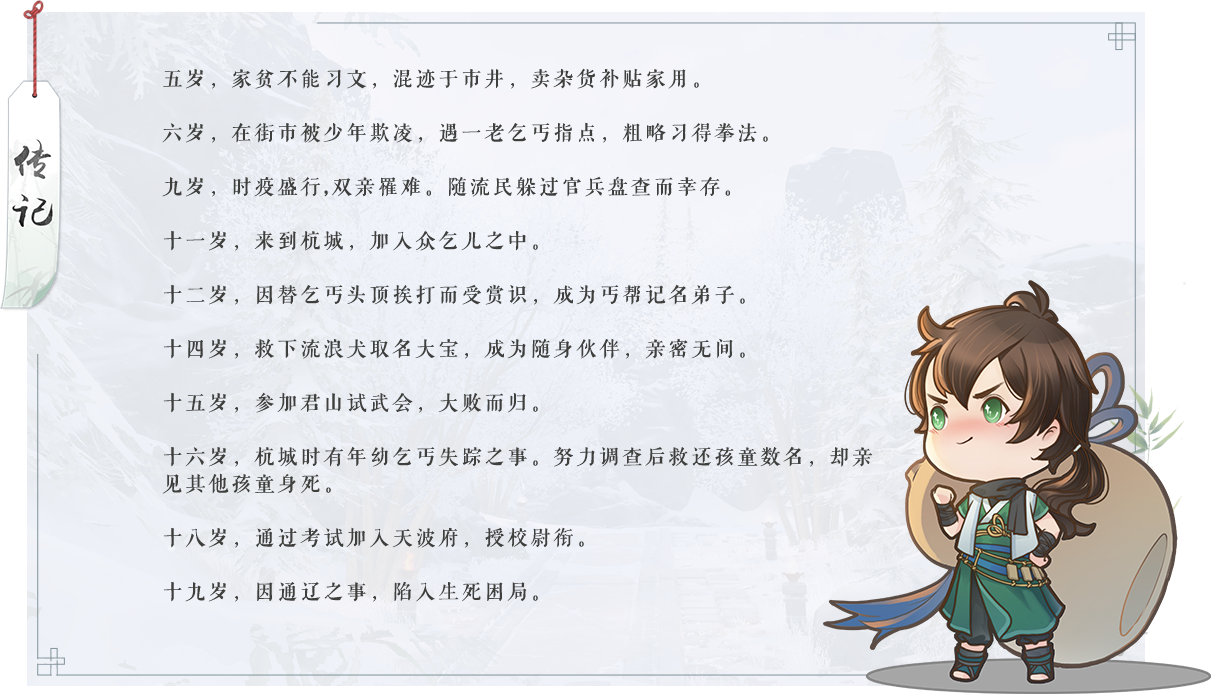 传记
五岁，家贫不能习文，混迹于市井，卖杂货补贴家用。
六岁，在街市被少年欺凌，遇一老乞丐指点，粗略习得拳法。
九岁，时疫盛行,双亲罹难。随流民躲过官兵盘查而幸存。
十一岁，来到杭城，加入众乞儿之中。
十二岁，因替乞丐头顶挨打而受赏识，成为丐帮记名弟子。
十四岁，救下流浪犬取名大宝，成为随身伙伴，亲密无间。
十五岁，参加君山试武会，大败而归。
十六岁，杭城时有年幼乞丐失踪之事。努力调查后救还孩童数名，却亲
见其他孩童身死。
十八岁，通过考试加入天波府，授校尉衔。
十九岁，因通辽之事，陷入生死困局。